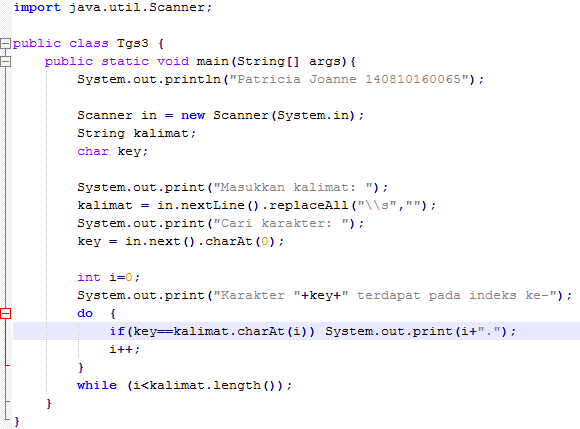 import java.util.Scanner;
public class Tgs3 {
public static void main(String[] args){
System.out.println("Patricia Joanne 140810160065");
Scanner in = new Scanner(System.in);
String kalimat;
char key;
System.out.print("Masukkan kalimat: ");
kalimat = in.nextLine().replaceAll("\\s","");
System.out.print("Cari karakter: ");
key = in.next().charAt(0);
int i=0;
System.out.print("Karakter "+key+" terdapat pada indeks ke-");
do {
if(key==kalimat.charAt(i)) System.out.print(i+".");
i++;
}
while (i<kalimat.length());
}
}